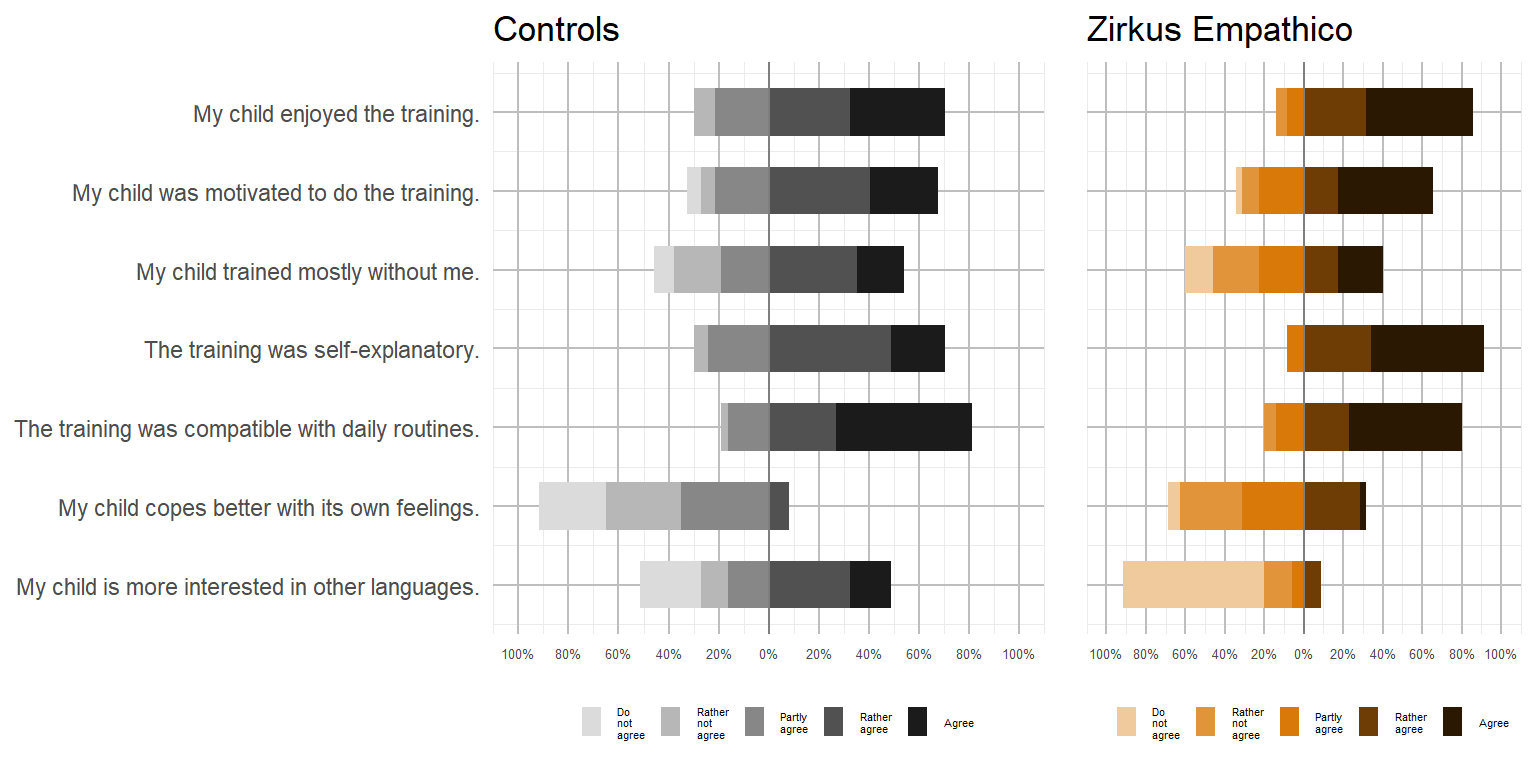 Controls
Zirkus Empathico
My child enjoyed the training.
My child was motivated to do the training.
My child trained mostly without me.
The training was self-explanatory.
The training was compatible with daily routines.
My child copes better with its own feelings.
My child is more interested in other languages.
100% 80% 60% 40% 20% 0% 20% 40% 60% 80% 100%
100% 80% 60% 40% 20% 0% 20% 40% 60% 80% 100%
Do
not
agree
Rather
not
agree
Partly
agree
Rather
agree
Agree
Do
not
agree
Rather
not
agree
Partly
agree
Rather
agree
Agree